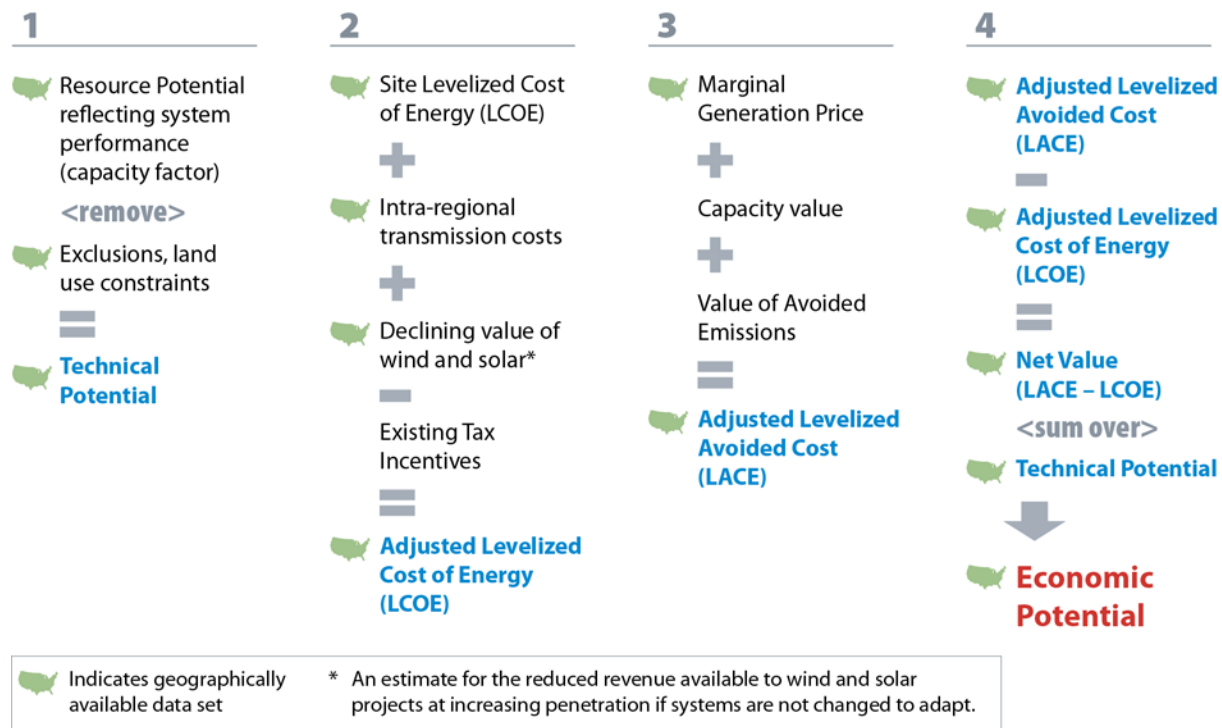 1
Resource Potential
reflecting system
performance
(capacity factor)
<remove>
Exclusions, land
use constraints
=
Technical
Potential
2
Site Levelized Cost
of Energy (LCOE)
+
Intra-regional
transmission costs
+
Declining value of
wind and solar*
-
Existing Tax
Incentives
=
Adjusted Levelized
Cost of Energy
(LCOE)
3
Marginal
Generation Price
+
Capacity value
+
Value of Avoided
Emissions
=
Adjusted Levelized
Avoided Cost
(LACE)
4
Adjusted Levelized
Avoided Cost
(LACE)
-
Adjusted Levelized
Cost of Energy
(LCOE)
=
Net Value
(LACE – LCOE)
<sum over>
Technical Potential
Economic
Potential
Indicates geographically
available data set
* An estimate for the reduced revenue available to wind and solar
projects at increasing penetration if systems are not changed to adapt.